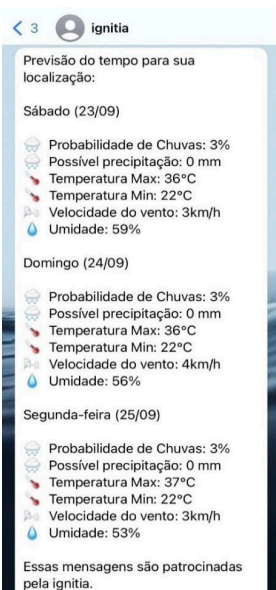 3 ignitia
Previsão do tempo para sua
localização:
Sábado (23/09)
Probabilidade de Chuvas: 3%
Possível precipitação: 0 mm
Temperatura Max: 36°C
Temperatura Min: 22°C
Velocidade do vento: 3km/h
Umidade: 59%
Domingo (24/09)
Probabilidade de Chuvas: 3%
Possível precipitação: 0 mm
Temperatura Max: 36°C
Temperatura Min: 22°C
Velocidade do vento: 4km/h
Umidade: 56%
Segunda-feira (25/09)
Probabilidade de Chuvas: 3%
Possível precipitação: 0 mm
Temperatura Max: 37°C
Temperatura Min: 22°C
Velocidade do vento: 3km/h
Umidade: 53%
Essas mensagens são patrocinadas
pela ignitia.